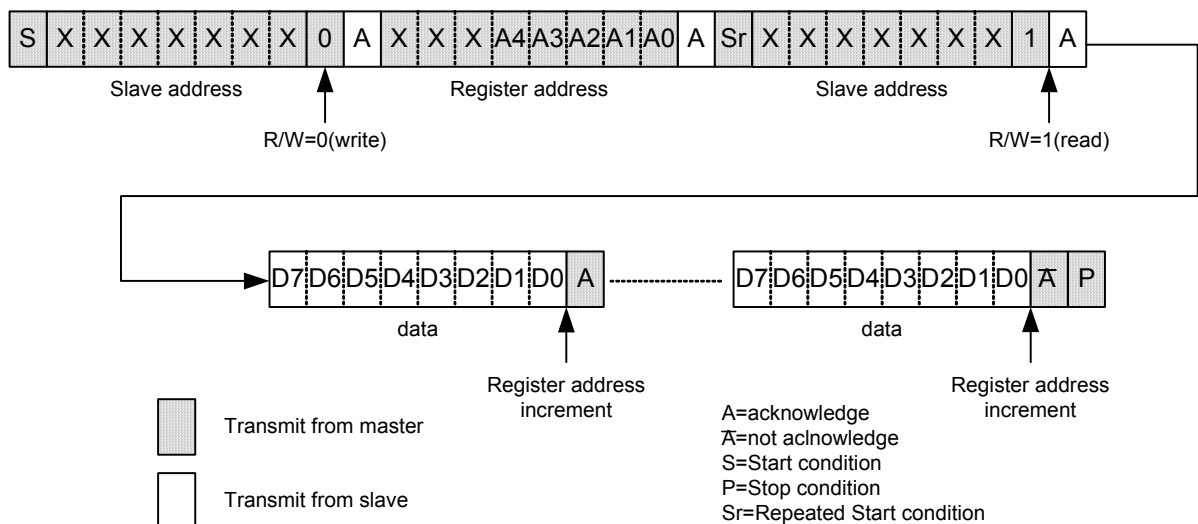 S X X X X X X X 0 A X X X A4 A3 A2 A1 A0 A Sr X X X X X X X 1 A
Slave address Register address Slave address
R/W=0(write) R/W=1(read)
D7 D6 D5 D4 D3 D2 D1 D0 A D7 D6 D5 D4 D3 D2 D1 D0 A̅ P
data data
Register address
increment
Register address
increment
Transmit from master
Transmit from slave
A=acknowledge
A̅=not aclnowledge
S=Start condition
P=Stop condition
Sr=Repeated Start condition